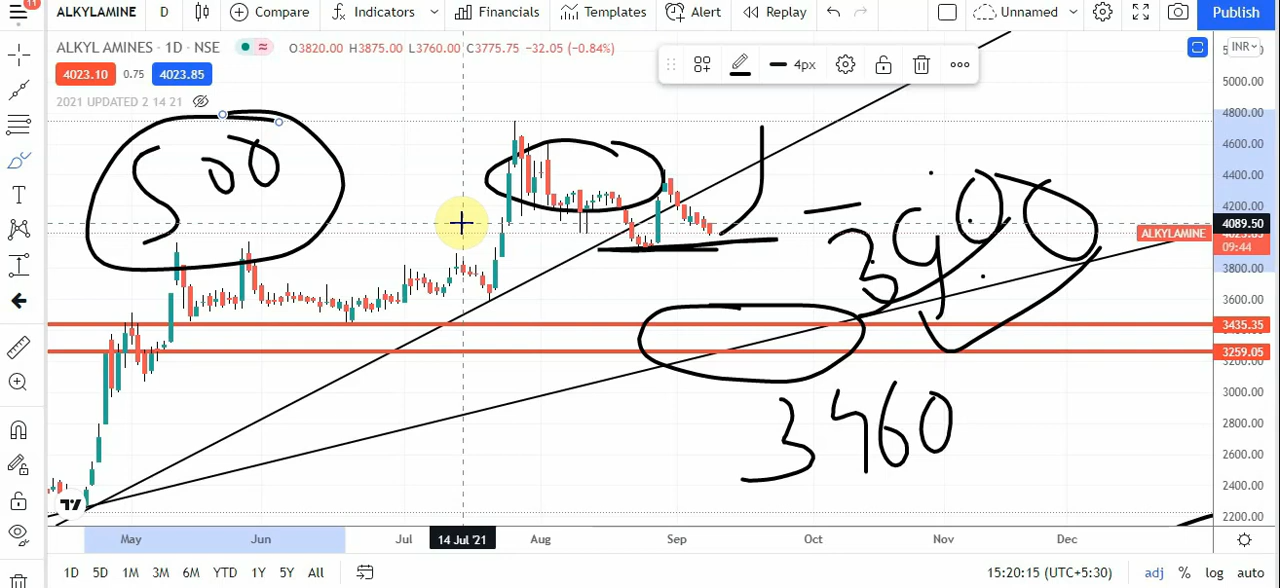 11
ALKYLAMINE D Compare Indicators Financials Templates Alert Replay Unnamed Publish
ALKYL AMINES · 1D · NSE O3820.00 H3875.00 L3760.00 C3775.75 −32.05 (−0.84%)
4023.10 0.75 4023.85
2021 UPDATED 2 14 21
4px
INR
5000.00
4800.00
4600.00
4400.00
4200.00
4089.50
ALKYLAMINE
09:44
3800.00
3600.00
3435.35
3259.05
3000.00
2800.00
2600.00
2400.00
2200.00
500
3900
3460
May Jun Jul 14 Jul '21 Aug Sep Oct Nov Dec
1D 5D 1M 3M 6M YTD 1Y 5Y All 15:20:15 (UTC+5:30) adj % log auto